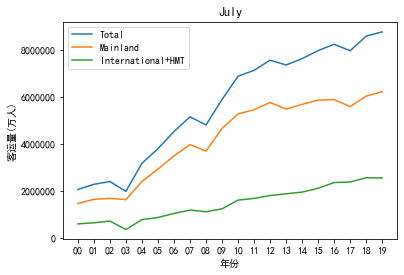 July
Total
Mainland
International+HMT
客运量(万人)
8000000
6000000
4000000
2000000
0
00 01 02 03 04 05 06 07 08 09 10 11 12 13 14 15 16 17 18 19
年份